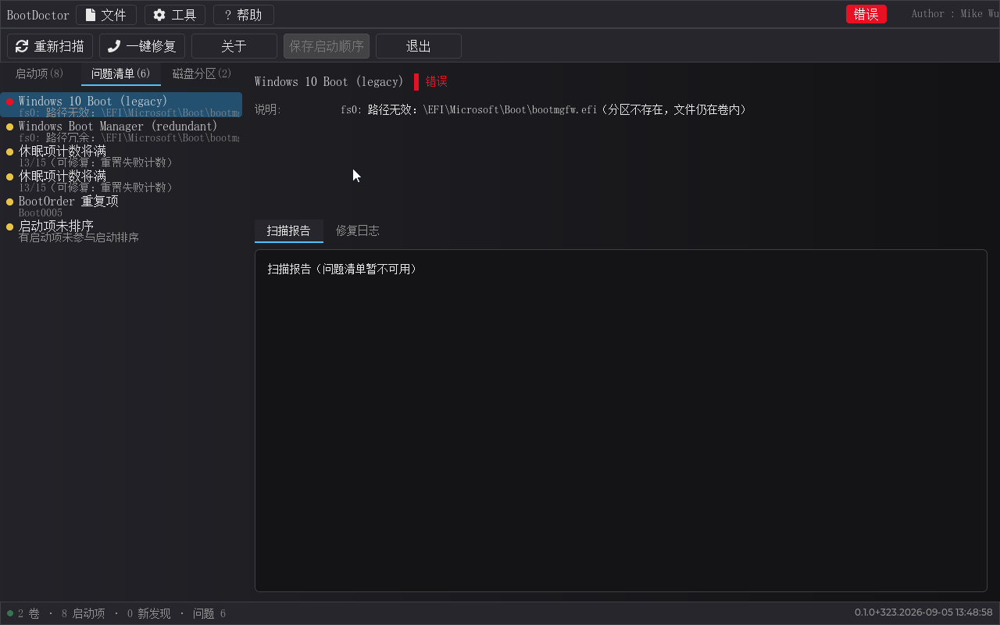 BootDoctor 文件 工具 ? 帮助 错误 Author : Mike Wu
重新扫描 一键修复 关于 保存启动顺序 退出
启动项(8) 问题清单(6) 磁盘分区(2)
Windows 10 Boot (legacy)
fs0: 路径无效: \EFI\Microsoft\Boot\bootm
Windows Boot Manager (redundant)
fs0: 路径冗余: \EFI\Microsoft\Boot\bootm
休眠项计数将满
13/15（可修复: 重置失败计数）
休眠项计数将满
13/15（可修复: 重置失败计数）
BootOrder 重复项
Boot0005
启动项未排序
有启动项未参与启动排序
Windows 10 Boot (legacy) 错误
说明: fs0: 路径无效: \EFI\Microsoft\Boot\bootmgfw.efi（分区不存在, 文件仍在卷内）
扫描报告 修复日志
扫描报告（问题清单暂不可用）
2 卷 · 8 启动项 · 0 新发现 · 问题 6
0.1.0+323.2026-09-05 13:48:58